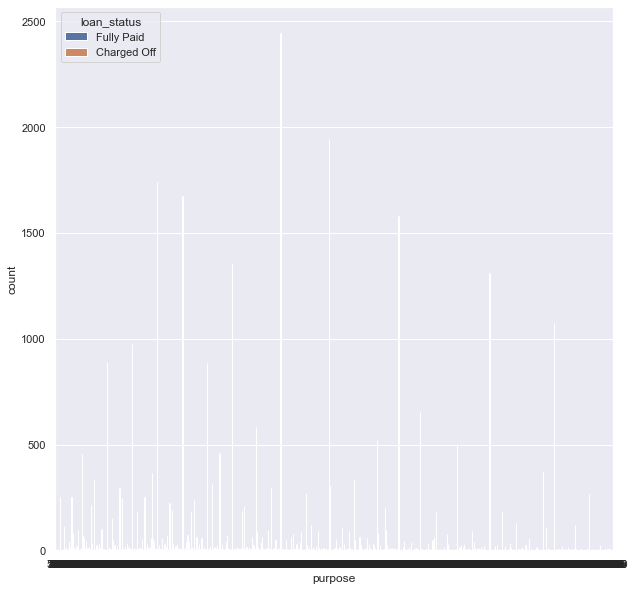 loan_status
Fully Paid
Charged Off
2500
2000
1500
1000
500
0
count
purpose